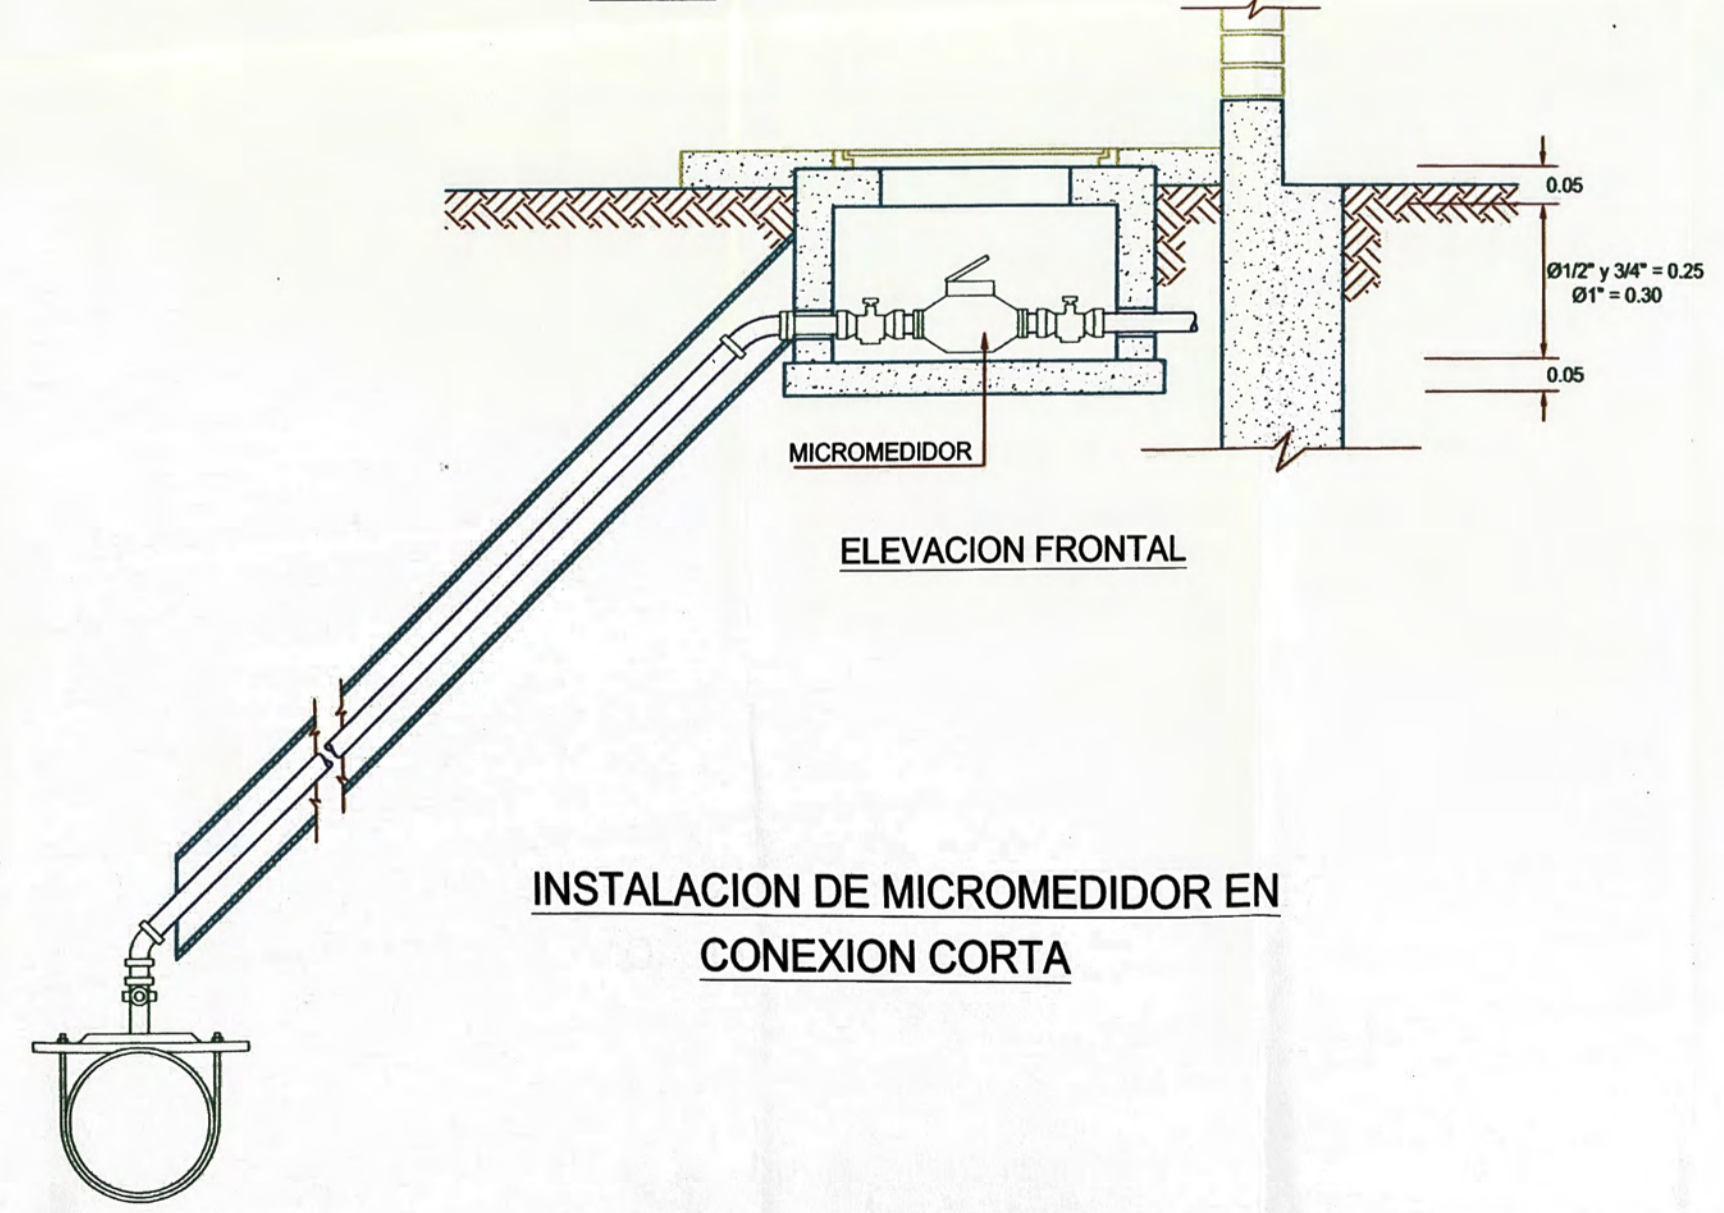 0.05
Ø1/2" y 3/4" = 0.25
Ø1" = 0.30
0.05
MICROMEDIDOR
ELEVACION FRONTAL
INSTALACION DE MICROMEDIDOR EN
CONEXION CORTA